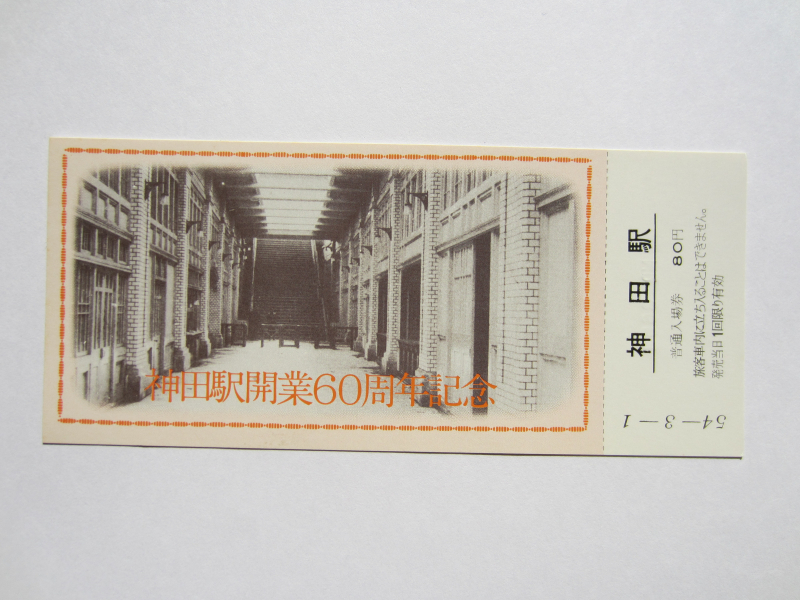 神田駅開業60周年記念
神田駅
普通入場券 80円
旅客車内に立ち入ることはできません。
発売当日1回限り有効
54-3-1